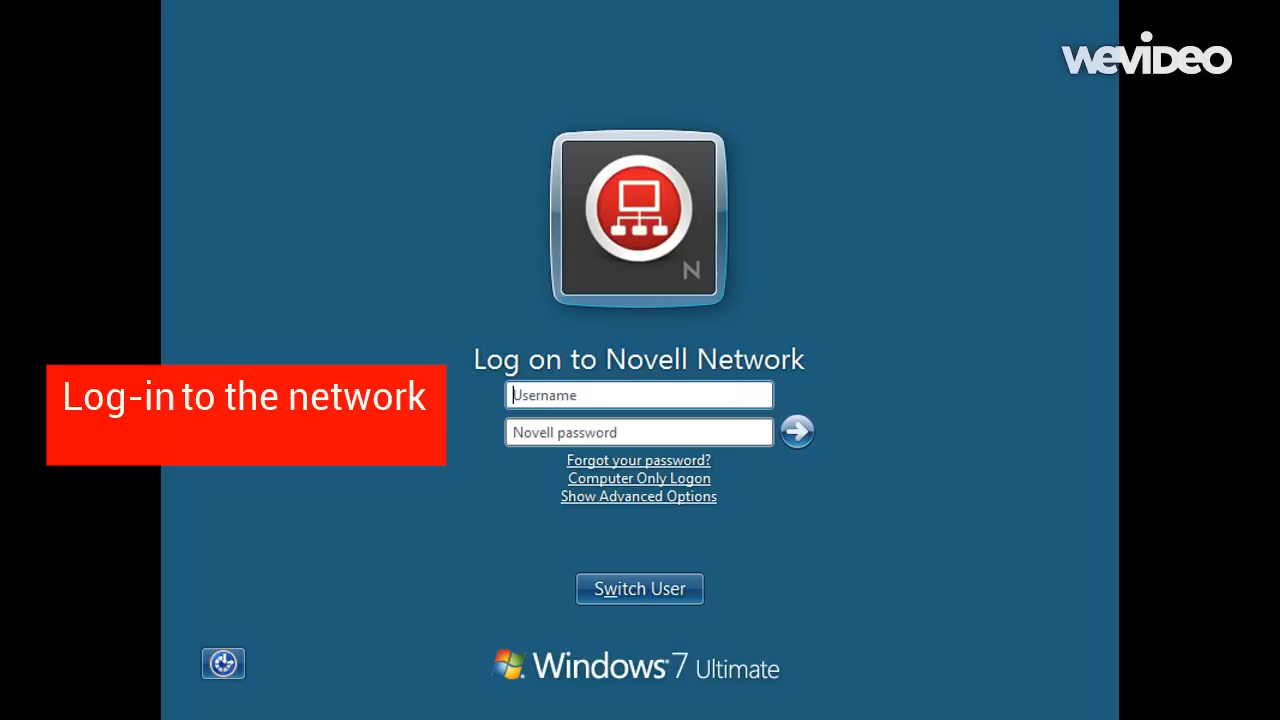 wevideo
N
Log on to Novell Network
Log-in to the network
Username
Novell password
Forgot your password?
Computer Only Logon
Show Advanced Options
Switch User
Windows 7 Ultimate